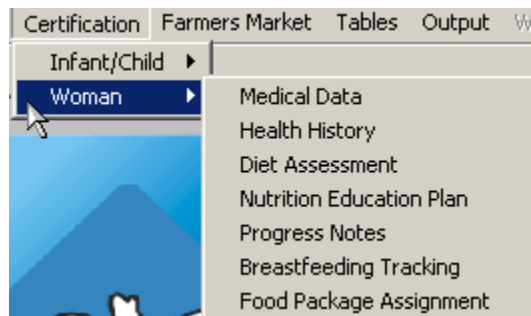 Certification Farmers Market Tables Output W
Infant/Child
Woman
Medical Data
Health History
Diet Assessment
Nutrition Education Plan
Progress Notes
Breastfeeding Tracking
Food Package Assignment